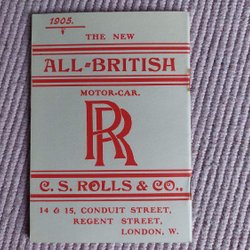 1905.
THE NEW
ALL-BRITISH
MOTOR-CAR.
RR
C. S. ROLLS & CO.,
14 & 15, CONDUIT STREET,
REGENT STREET,
LONDON, W.